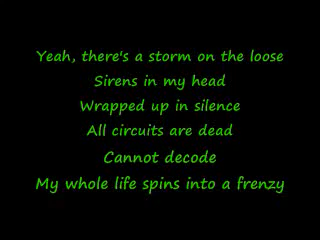 Yeah, there's a storm on the loose
Sirens in my head
Wrapped up in silence
All circuits are dead
Cannot decode
My whole life spins into a frenzy